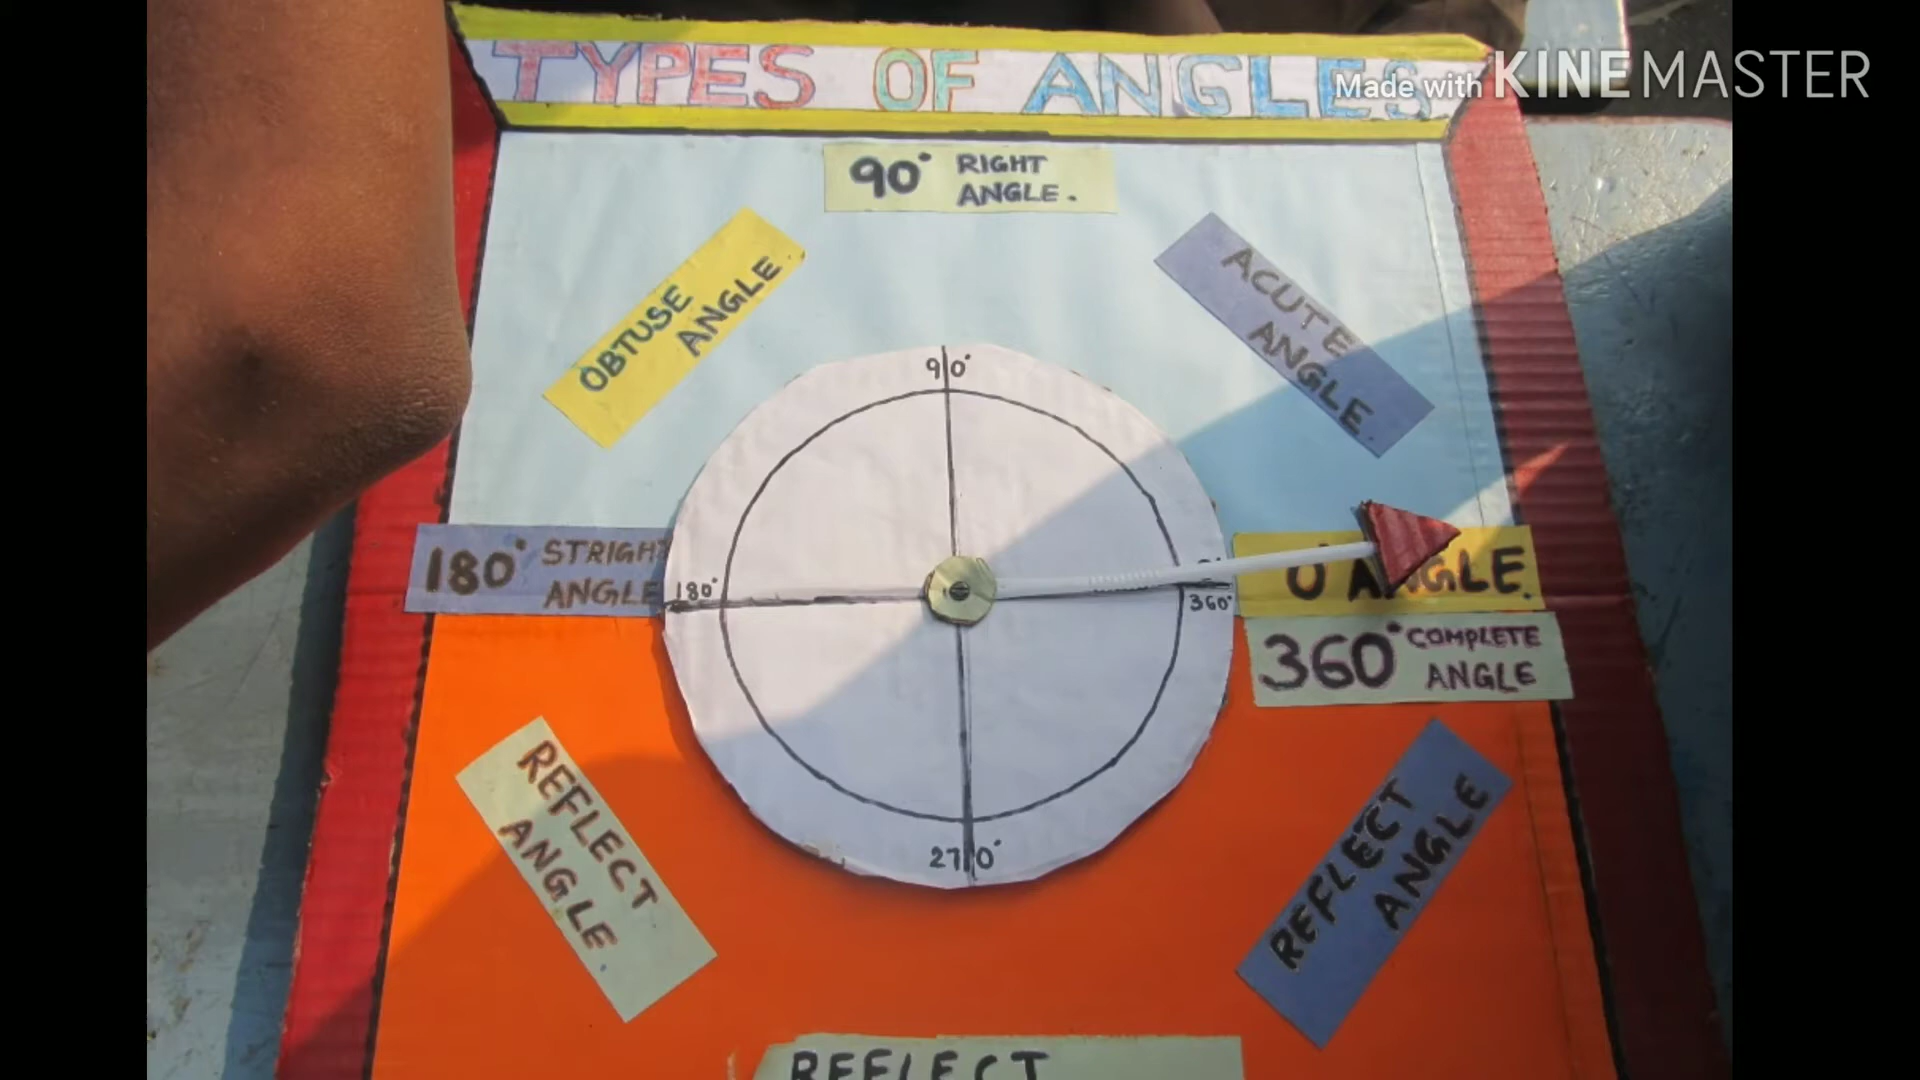 TYPES OF ANGLES
Made with KINEMASTER
90° RIGHT
ANGLE.
OBTUSE
ANGLE
ACUTE
ANGLE.
90°
180° STRIGHT
ANGLE
180°
ANGLE.
360°
360° COMPLETE
ANGLE
REFLECT
ANGLE.
REFLECT
ANGLE
270°
REFLECT